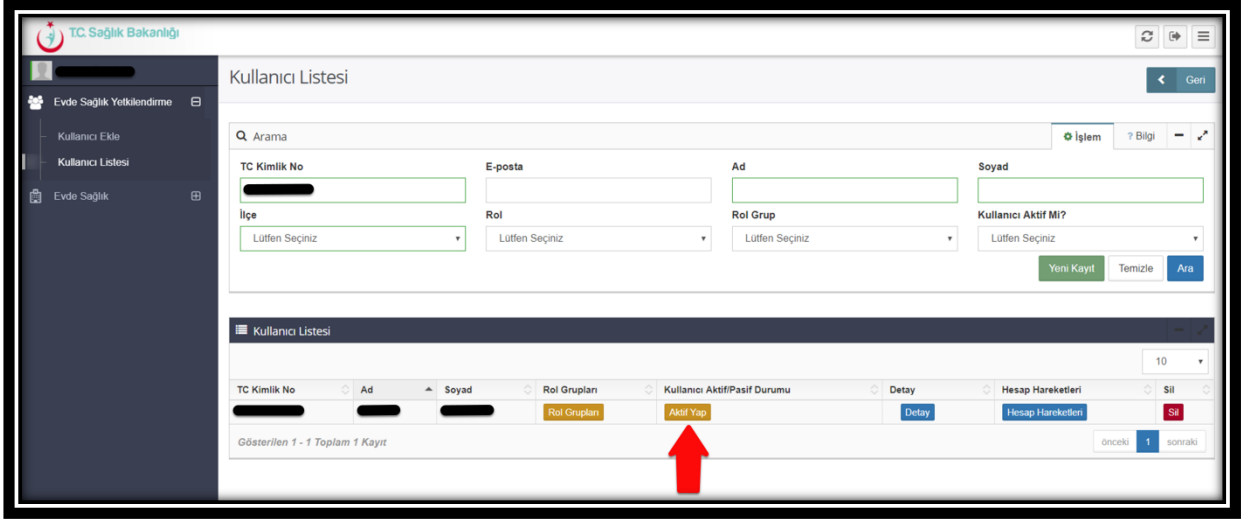 T.C. Sağlık Bakanlığı
Kullanıcı Listesi
Geri
Evde Sağlık Yetkilendirme
Kullanıcı Ekle
Kullanıcı Listesi
Evde Sağlık
Arama
İşlem
? Bilgi
TC Kimlik No E-posta Ad Soyad
İlçe Rol Rol Grup Kullanıcı Aktif Mi?
Lütfen Seçiniz Lütfen Seçiniz Lütfen Seçiniz Lütfen Seçiniz
Yeni Kayıt Temizle Ara
Kullanıcı Listesi
10
TC Kimlik No Ad Soyad Rol Grupları Kullanıcı Aktif/Pasif Durumu Detay Hesap Hareketleri Sil
Rol Grupları Aktif Yap Detay Hesap Hareketleri Sil
Gösterilen 1 - 1 Toplam 1 Kayıt
önceki 1 sonraki